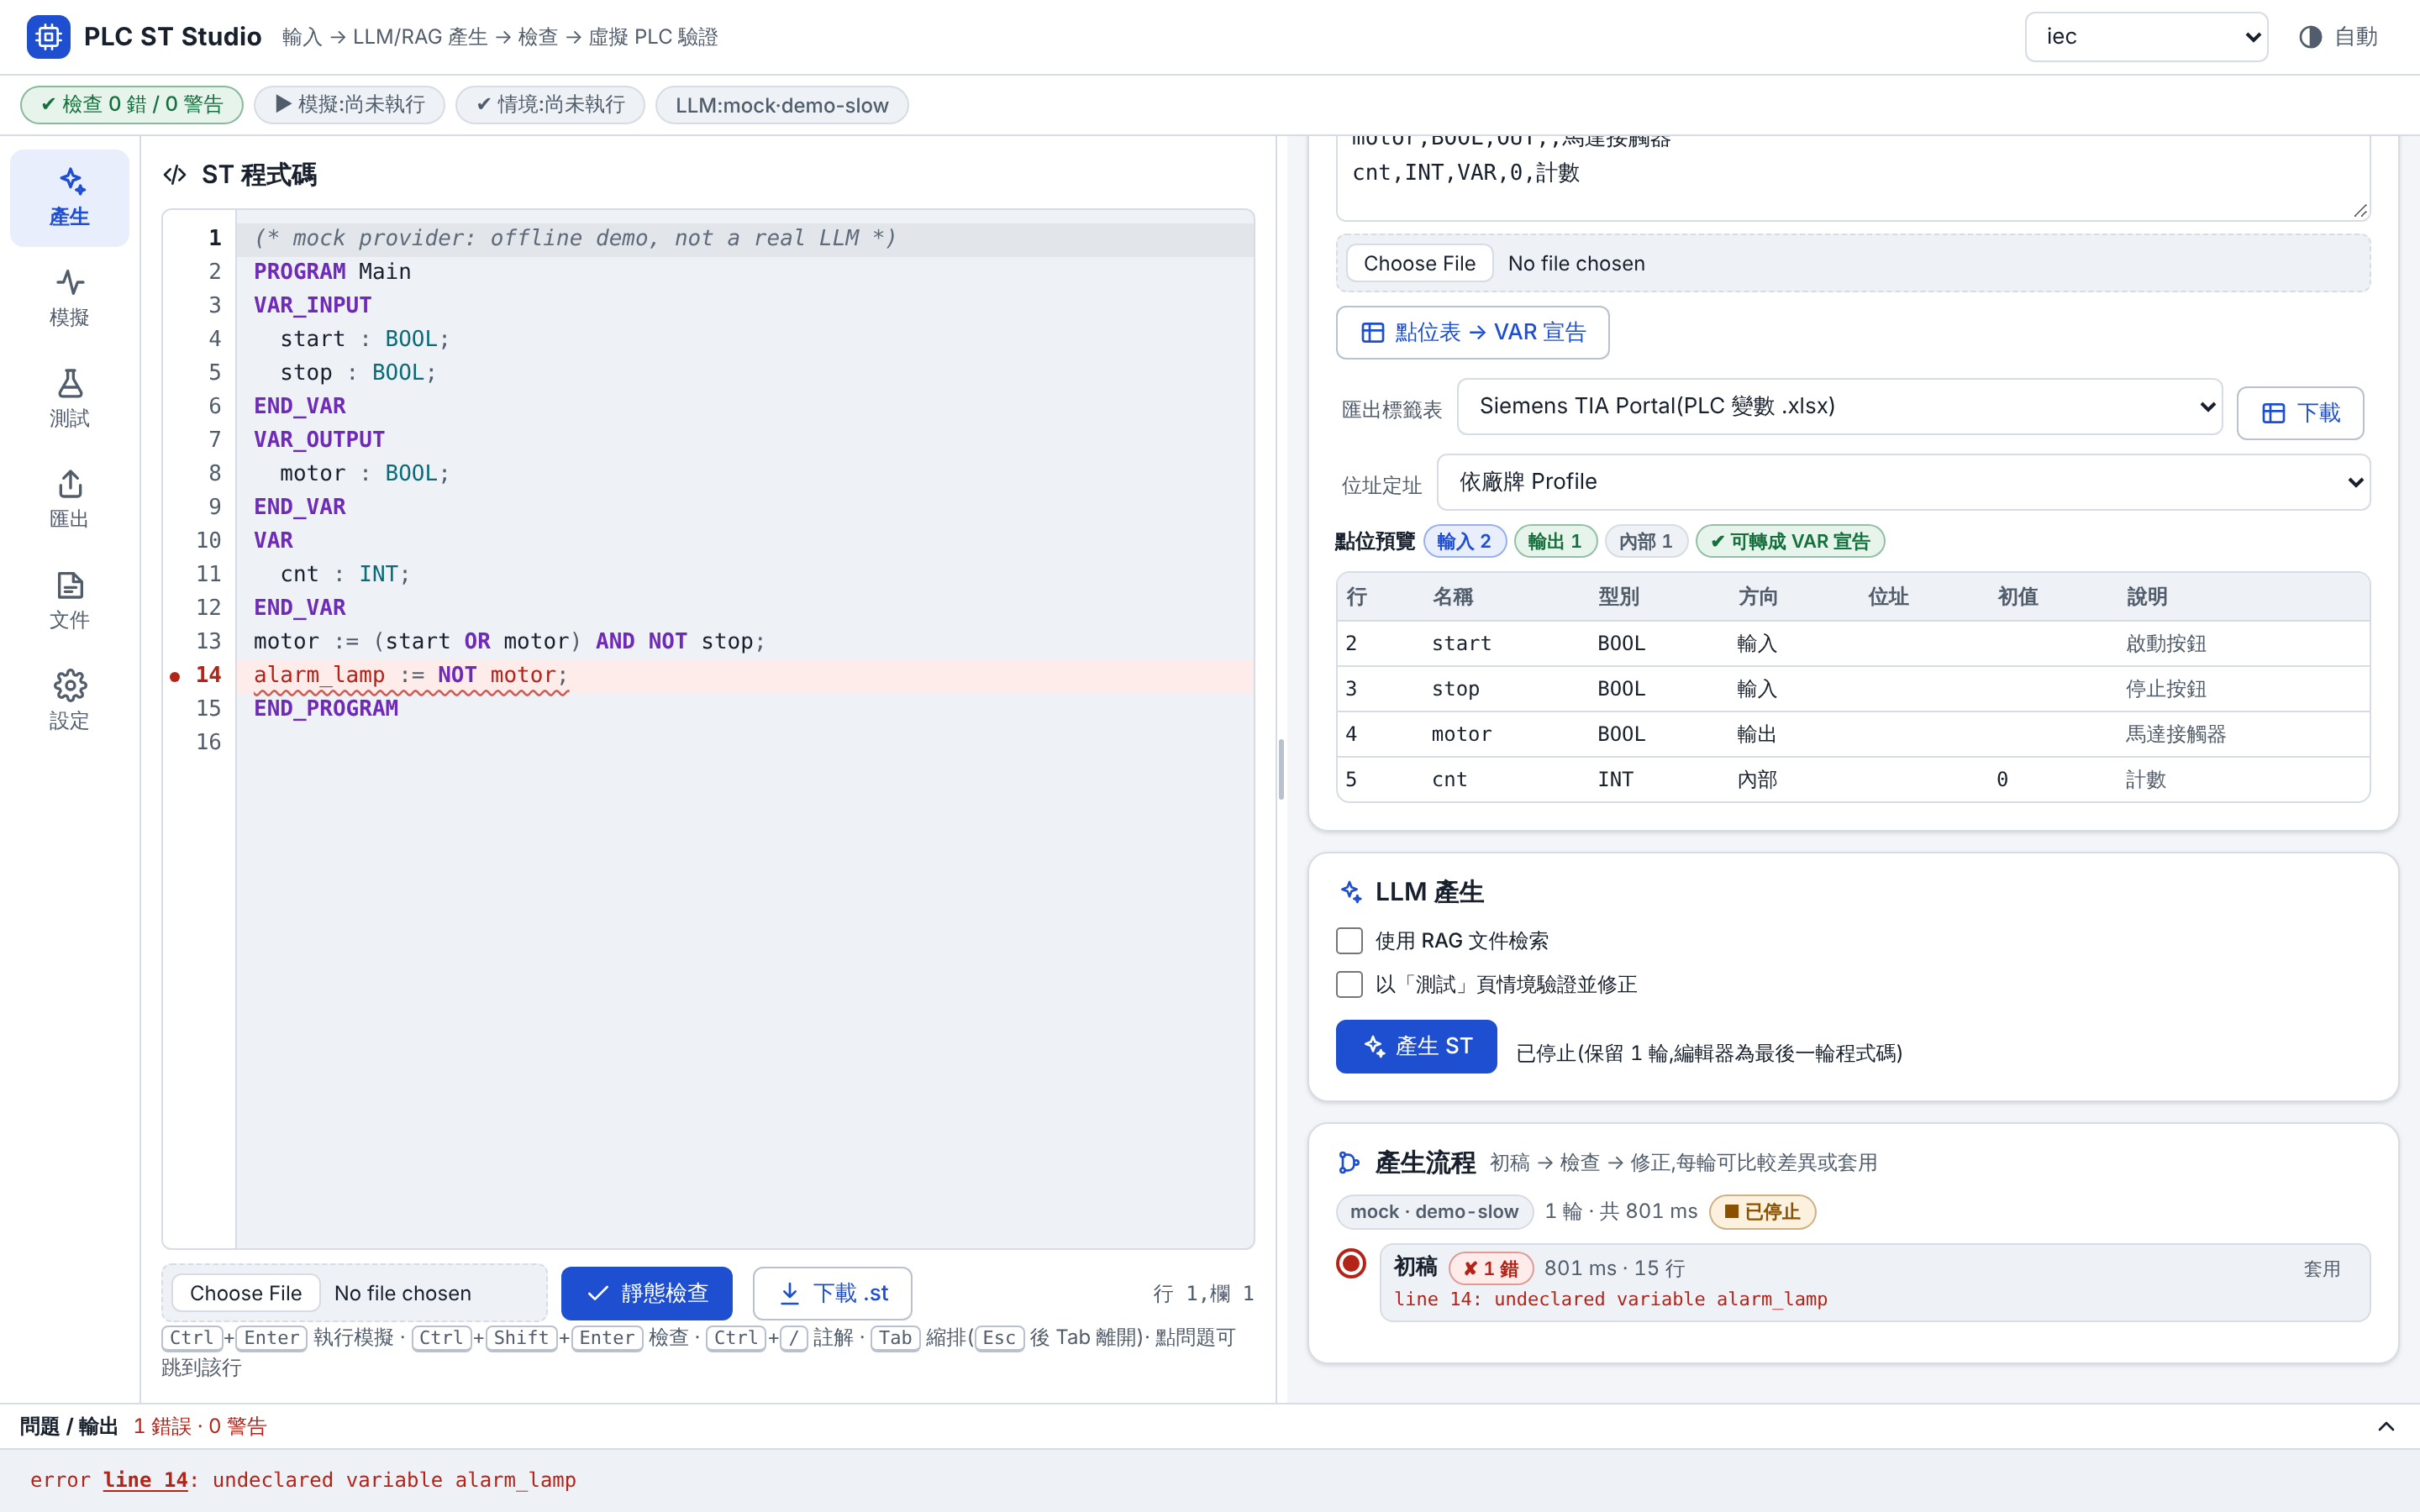 PLC ST Studio 輸入 → LLM/RAG 產生 → 檢查 → 虛擬 PLC 驗證
iec
自動
✔ 檢查 0 錯 / 0 警告
▶ 模擬:尚未執行
✔ 情境:尚未執行
LLM:mock·demo-slow
產生
模擬
測試
匯出
文件
設定
ST 程式碼
1 (* mock provider: offline demo, not a real LLM *)
2 PROGRAM Main
3 VAR_INPUT
4 start : BOOL;
5 stop : BOOL;
6 END_VAR
7 VAR_OUTPUT
8 motor : BOOL;
9 END_VAR
10 VAR
11 cnt : INT;
12 END_VAR
13 motor := (start OR motor) AND NOT stop;
14 alarm_lamp := NOT motor;
15 END_PROGRAM
16
Choose File No file chosen
靜態檢查
下載 .st
行 1,欄 1
Ctrl+Enter 執行模擬 · Ctrl+Shift+Enter 檢查 · Ctrl+/ 註解 · Tab 縮排(Esc 後 Tab 離開)· 點問題可
跳到該行
motor,BOOL,OUT,,馬達接觸器
cnt,INT,VAR,0,計數
Choose File No file chosen
點位表 → VAR 宣告
匯出標籤表 Siemens TIA Portal(PLC 變數 .xlsx) 下載
位址定址 依廠牌 Profile
點位預覽 輸入 2 輸出 1 內部 1 ✔ 可轉成 VAR 宣告
行 名稱 型別 方向 位址 初值 說明
2 start BOOL 輸入 啟動按鈕
3 stop BOOL 輸入 停止按鈕
4 motor BOOL 輸出 馬達接觸器
5 cnt INT 內部 0 計數
LLM 產生
使用 RAG 文件檢索
以「測試」頁情境驗證並修正
產生 ST 已停止(保留 1 輪,編輯器為最後一輪程式碼)
產生流程 初稿 → 檢查 → 修正,每輪可比較差異或套用
mock · demo-slow 1 輪 · 共 801 ms ■ 已停止
初稿 ✘ 1 錯 801 ms · 15 行 套用
line 14: undeclared variable alarm_lamp
問題 / 輸出 1 錯誤 · 0 警告
error line 14: undeclared variable alarm_lamp